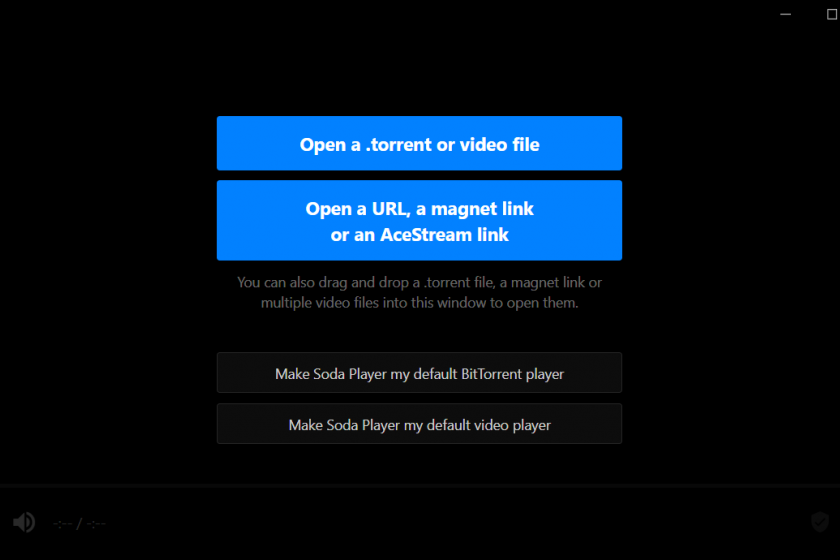 Open a .torrent or video file
Open a URL, a magnet link
or an AceStream link
You can also drag and drop a .torrent file, a magnet link or
multiple video files into this window to open them.
Make Soda Player my default BitTorrent player
Make Soda Player my default video player
-:-- / -:--